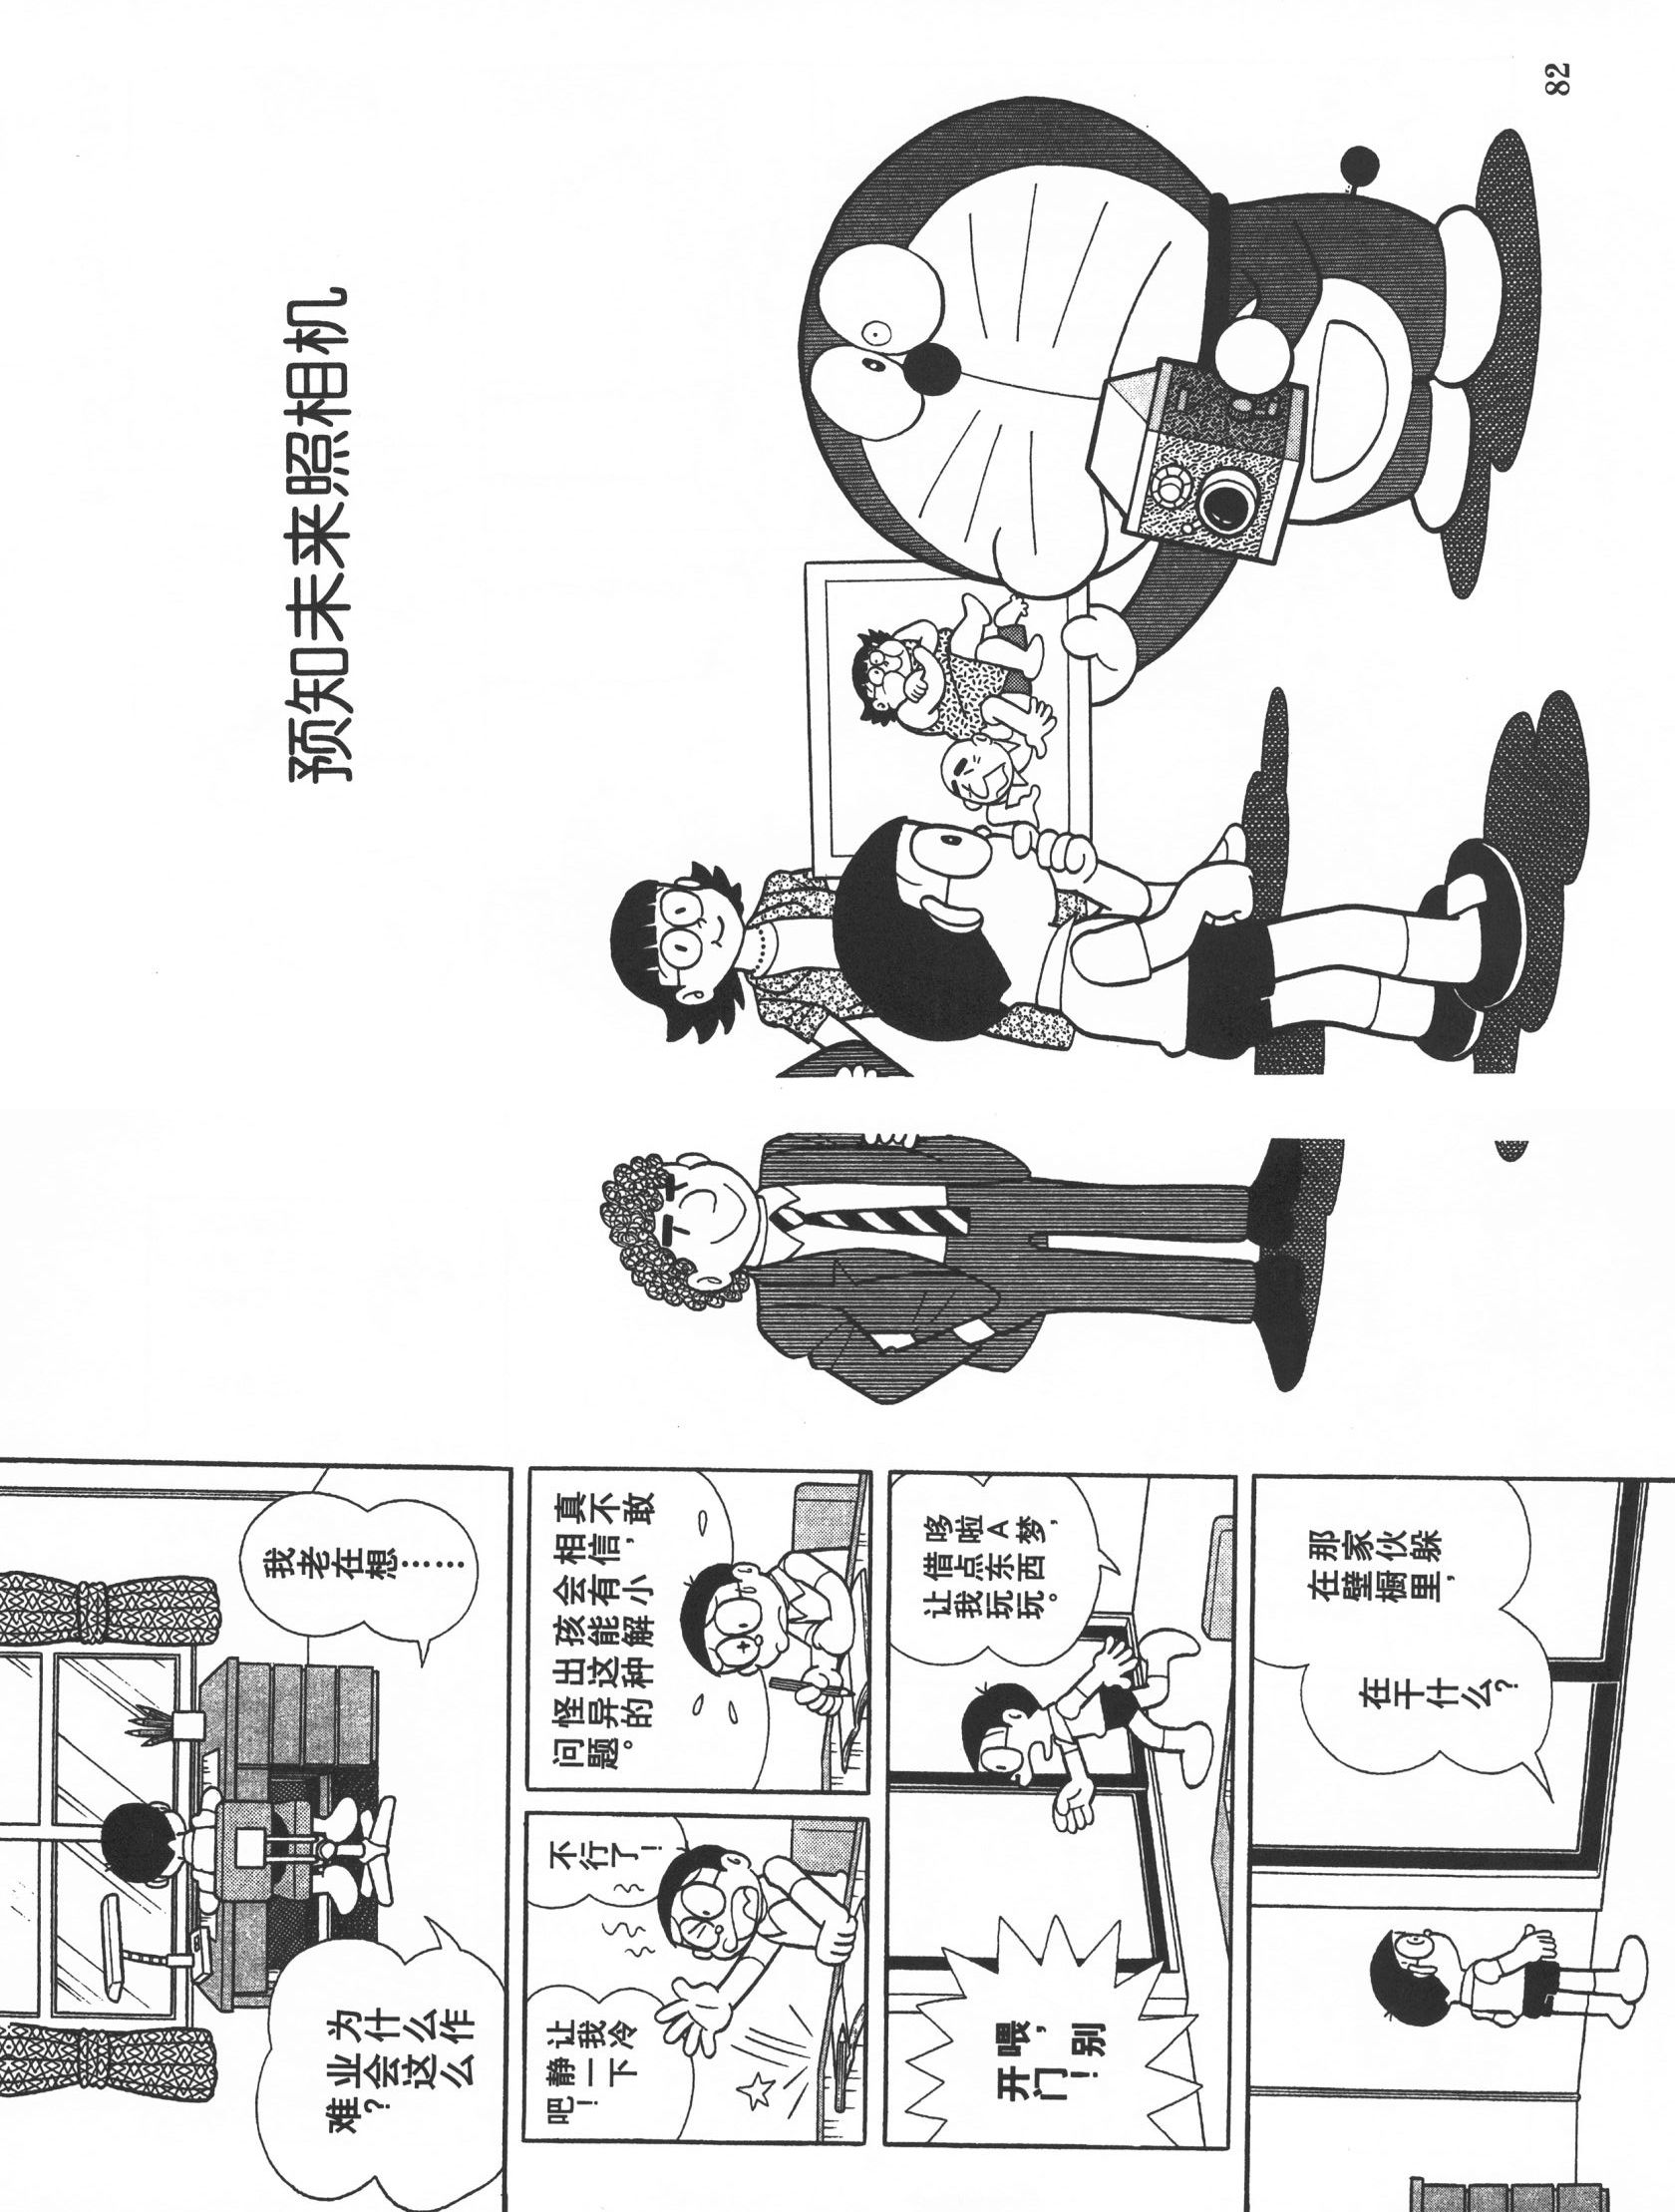 预知未来照相机
82
我老在想……
为什么作
业会这么
难？
真不敢
相信，
会有小
孩能解
出这种
怪异的
问题。
不行了！
让我冷
静一下
吧！
哆啦A梦，
借点东西
让我玩玩。
喂，别
开门！
那家伙躲
在壁橱里，
在干什么？